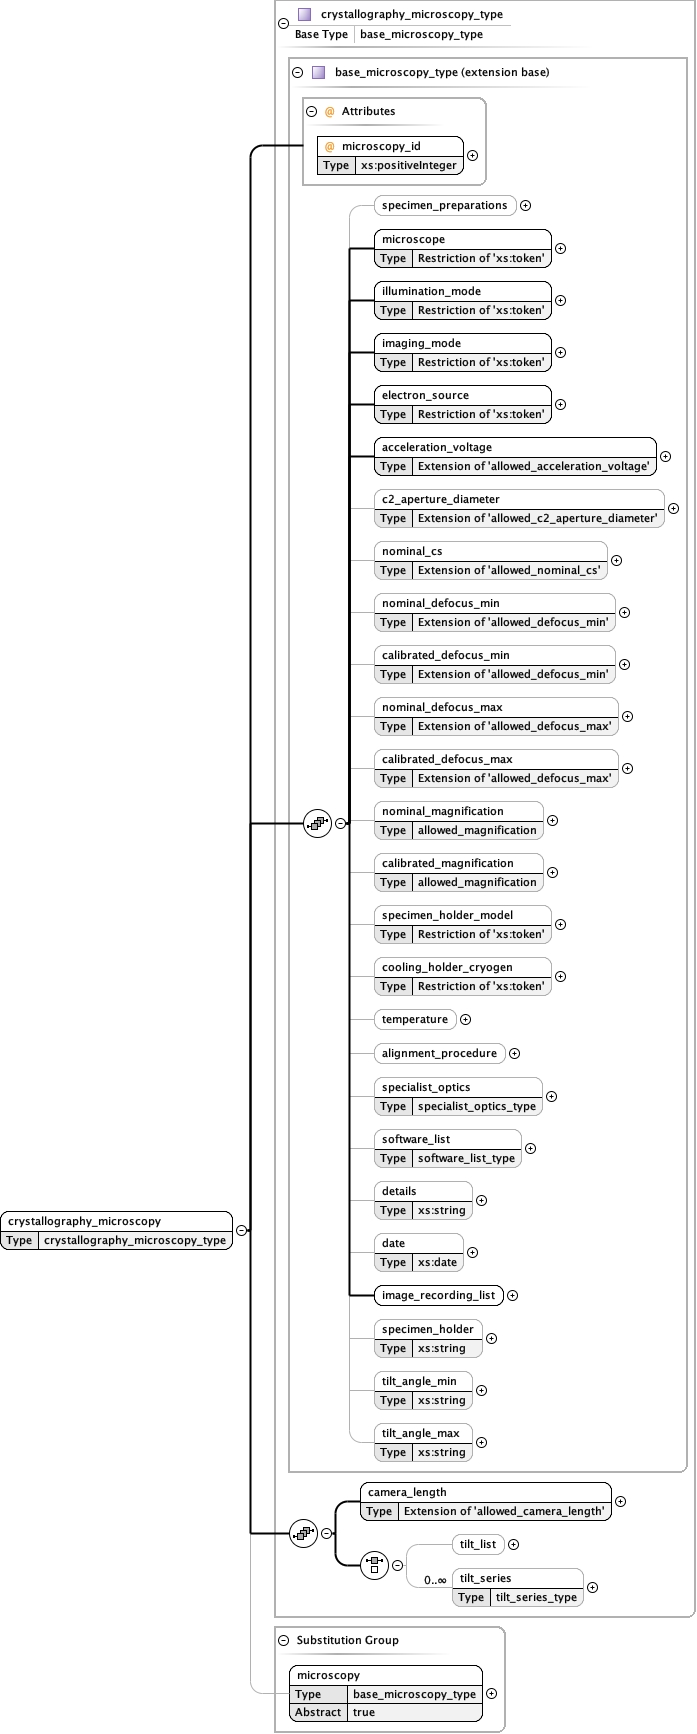 crystallography_microscopy_type
Base Type base_microscopy_type
base_microscopy_type (extension base)
@ Attributes
@ microscopy_id
Type xs:positiveInteger
specimen_preparations
microscope
Type Restriction of 'xs:token'
illumination_mode
Type Restriction of 'xs:token'
imaging_mode
Type Restriction of 'xs:token'
electron_source
Type Restriction of 'xs:token'
acceleration_voltage
Type Extension of 'allowed_acceleration_voltage'
c2_aperture_diameter
Type Extension of 'allowed_c2_aperture_diameter'
nominal_cs
Type Extension of 'allowed_nominal_cs'
nominal_defocus_min
Type Extension of 'allowed_defocus_min'
calibrated_defocus_min
Type Extension of 'allowed_defocus_min'
nominal_defocus_max
Type Extension of 'allowed_defocus_max'
calibrated_defocus_max
Type Extension of 'allowed_defocus_max'
nominal_magnification
Type allowed_magnification
calibrated_magnification
Type allowed_magnification
specimen_holder_model
Type Restriction of 'xs:token'
cooling_holder_cryogen
Type Restriction of 'xs:token'
temperature
alignment_procedure
specialist_optics
Type specialist_optics_type
software_list
Type software_list_type
details
Type xs:string
crystallography_microscopy
Type crystallography_microscopy_type
date
Type xs:date
image_recording_list
specimen_holder
Type xs:string
tilt_angle_min
Type xs:string
tilt_angle_max
Type xs:string
camera_length
Type Extension of 'allowed_camera_length'
tilt_list
0..∞
tilt_series
Type tilt_series_type
Substitution Group
microscopy
Type base_microscopy_type
Abstract true